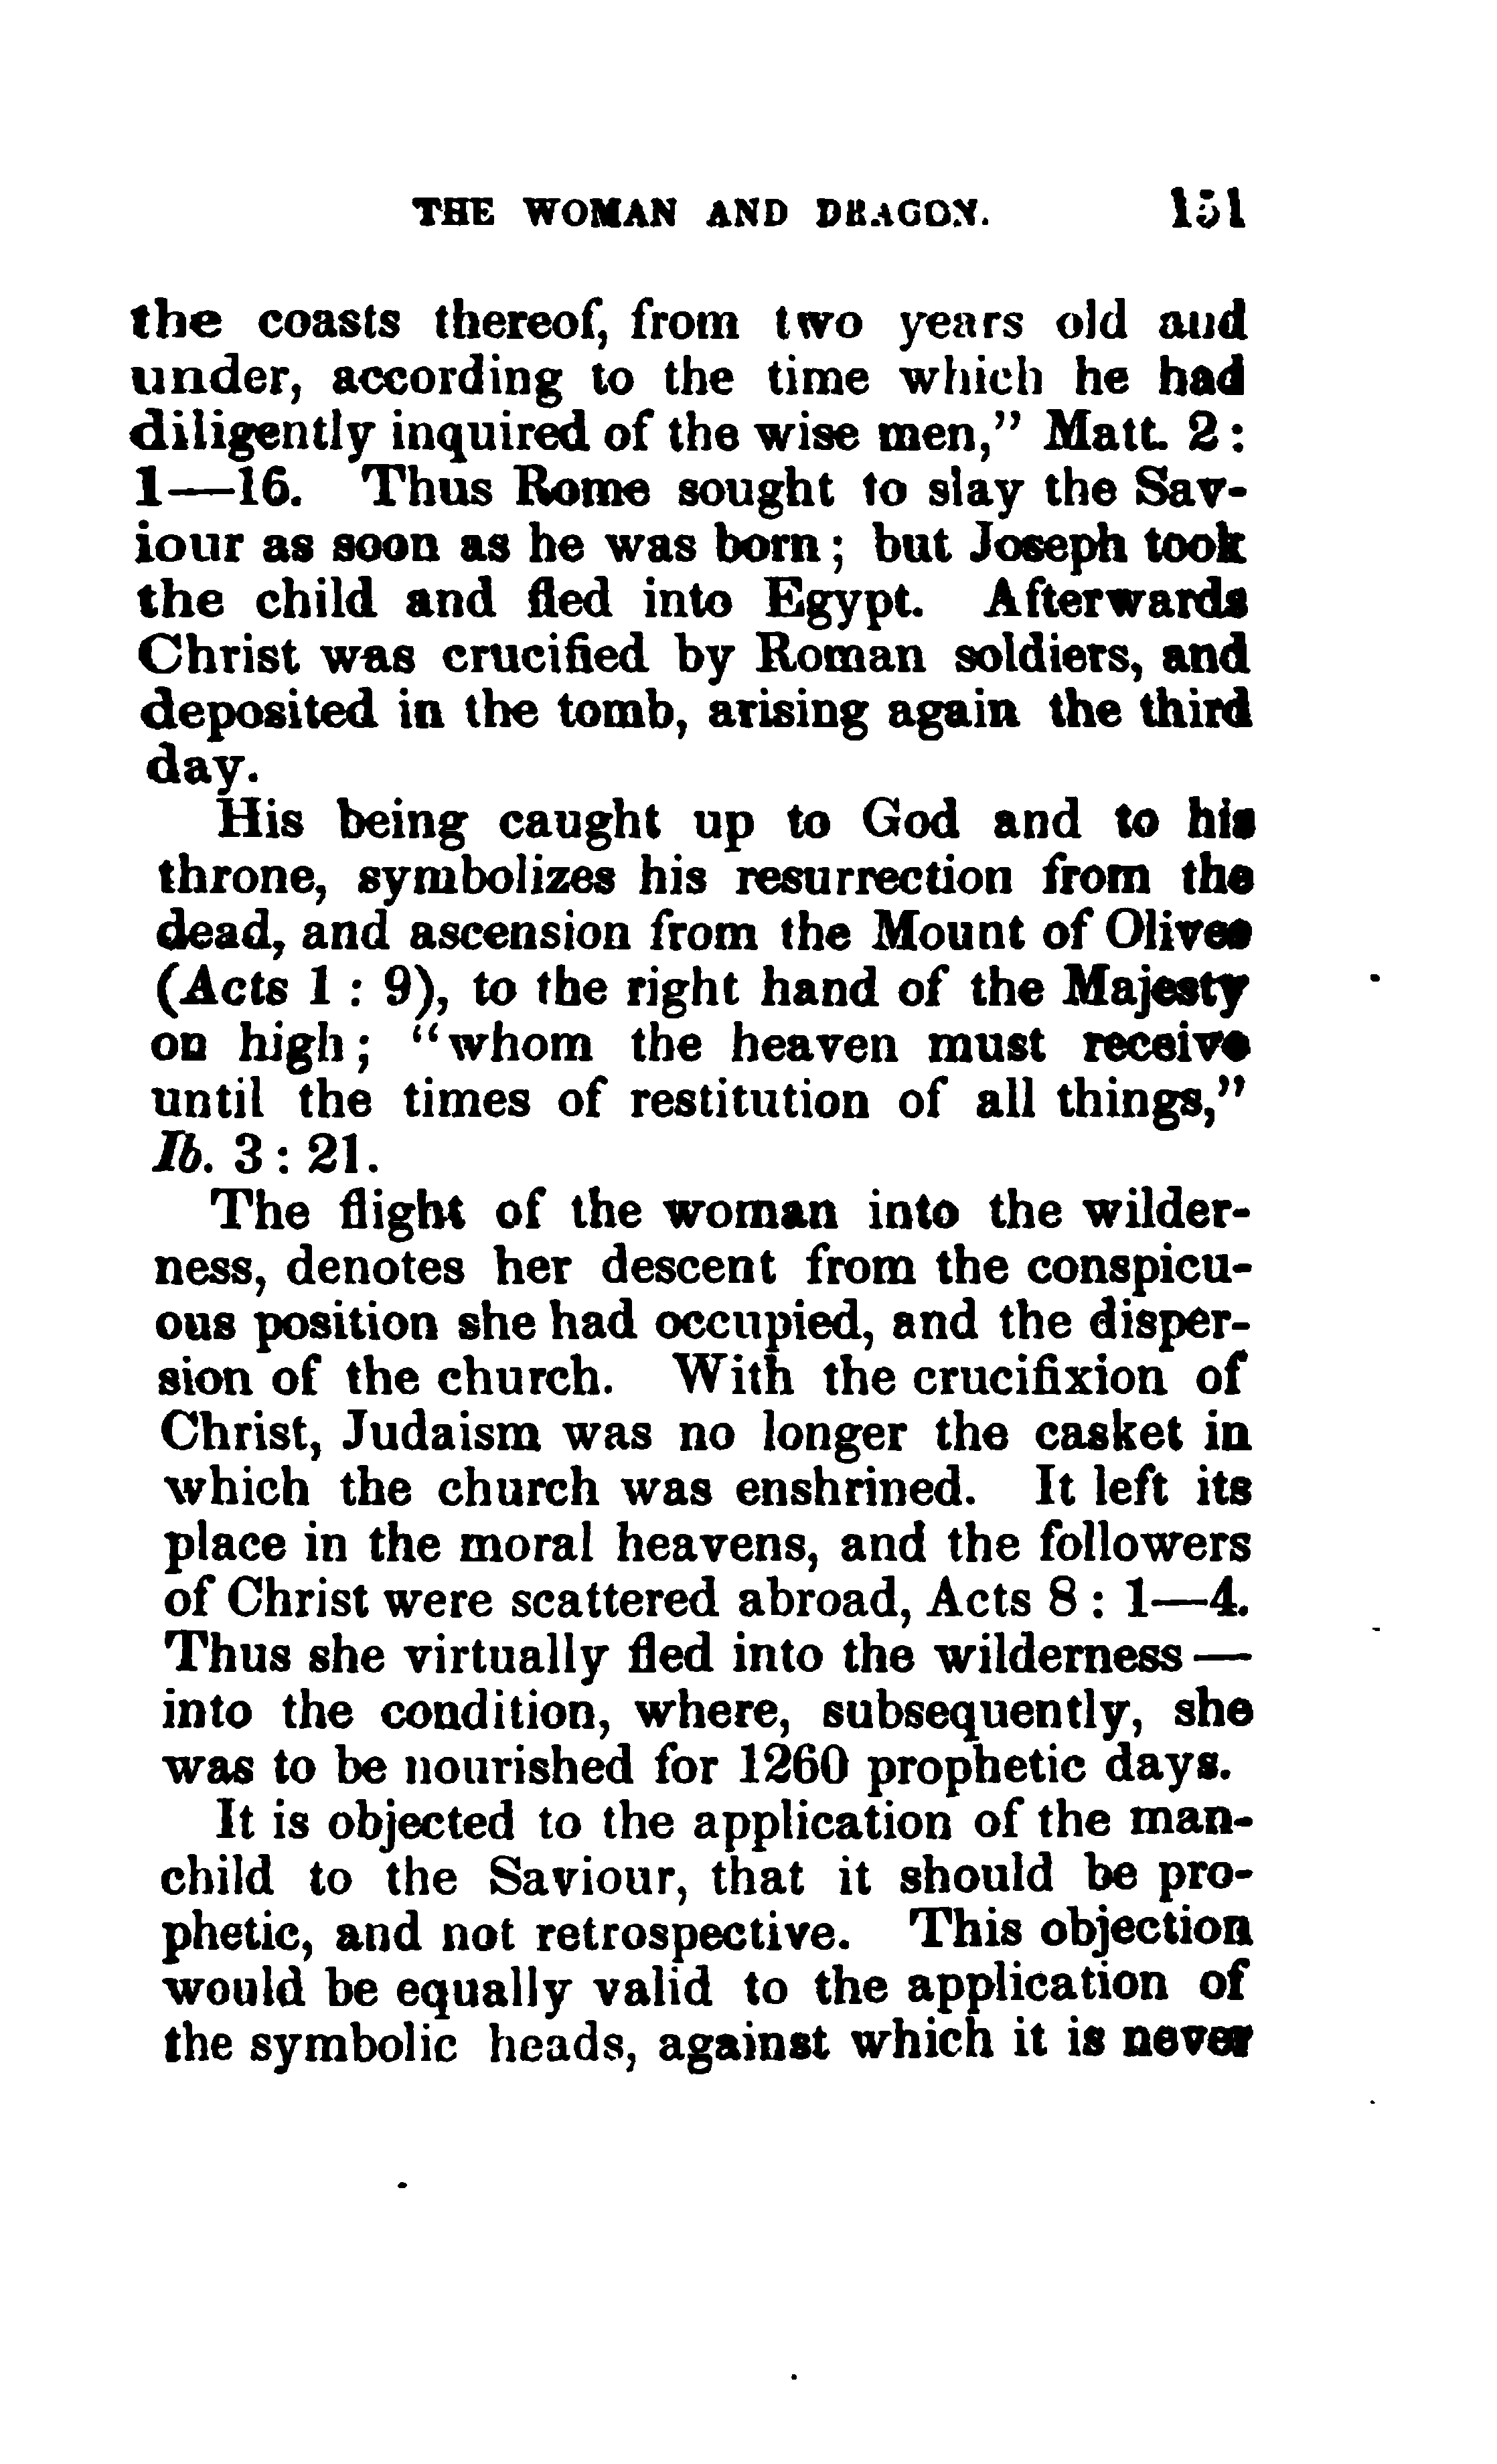 THE WOMAN AND DRAGON. 151
the coasts thereof, from two years old and
under, according to the time which he had
diligently inquired of the wise men,” Matt. 2 :
1—16. Thus Rome sought to slay the Sav-
iour as soon as he was born ; but Joseph took
the child and fled into Egypt. Afterwards
Christ was crucified by Roman soldiers, and
deposited in the tomb, arising again the third
day.
His being caught up to God and to his
throne, symbolizes his resurrection from the
dead, and ascension from the Mount of Olives
(Acts 1 : 9), to the right hand of the Majesty
on high ; “whom the heaven must receive
until the times of restitution of all things,”
Ib. 3 : 21.
The flight of the woman into the wilder-
ness, denotes her descent from the conspicu-
ous position she had occupied, and the disper-
sion of the church. With the crucifixion of
Christ, Judaism was no longer the casket in
which the church was enshrined. It left its
place in the moral heavens, and the followers
of Christ were scattered abroad, Acts 8 : 1—4.
Thus she virtually fled into the wilderness —
into the condition, where, subsequently, she
was to be nourished for 1260 prophetic days.
It is objected to the application of the man-
child to the Saviour, that it should be pro-
phetic, and not retrospective. This objection
would be equally valid to the application of
the symbolic heads, against which it is never